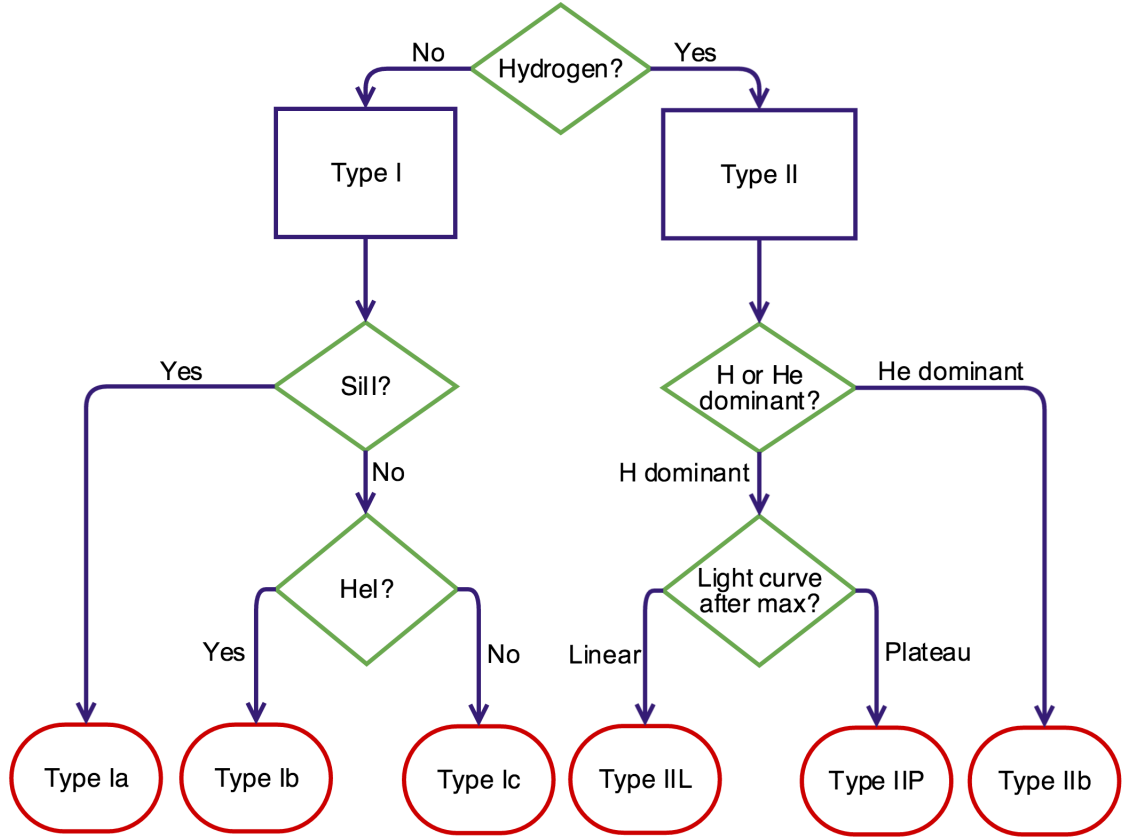 No
Hydrogen?
Yes
Type I
Type II
Yes
SiII?
H or He
dominant?
He dominant
No
H dominant
HeI?
Light curve
after max?
Yes
No
Linear
Plateau
Type Ia
Type Ib
Type Ic
Type IIL
Type IIP
Type IIb